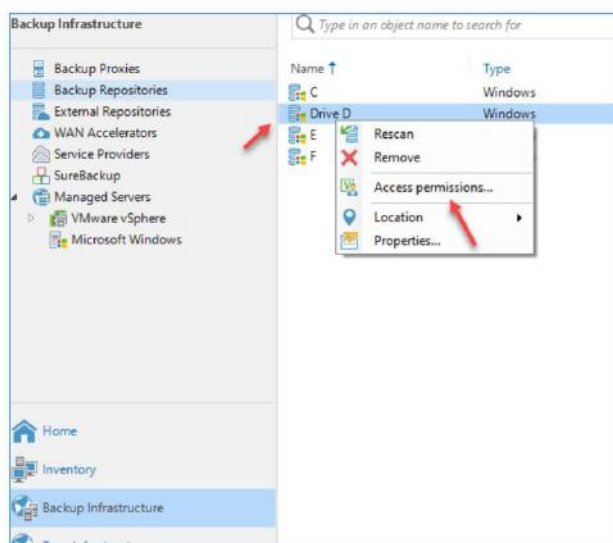 Backup Infrastructure
Type in an object name to search for
Backup Proxies
Backup Repositories
External Repositories
WAN Accelerators
Service Providers
SureBackup
Managed Servers
VMware vSphere
Microsoft Windows
Name Type
C Windows
Drive D Windows
E
F
Rescan
Remove
Access permissions...
Location
Properties...
Home
Inventory
Backup Infrastructure